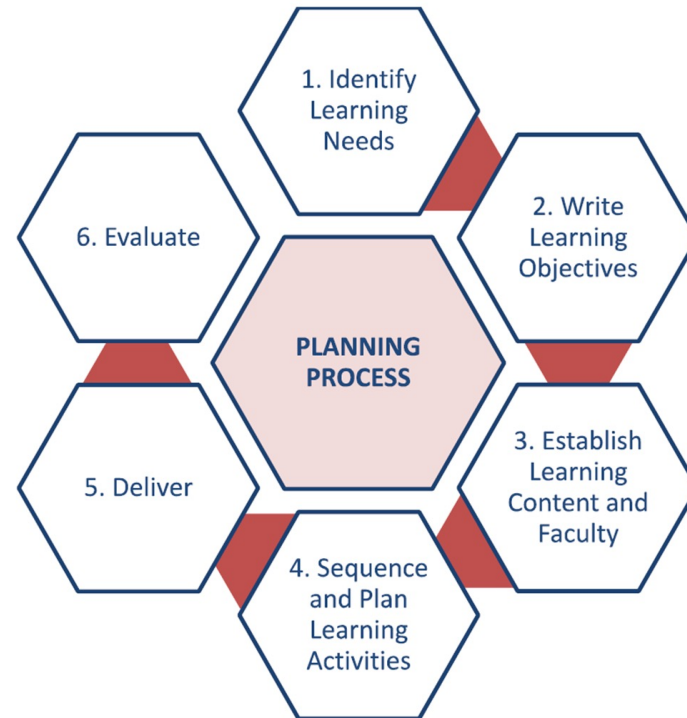 1. Identify
Learning
Needs
2. Write
Learning
Objectives
3. Establish
Learning
Content and
Faculty
4. Sequence
and Plan
Learning
Activities
5. Deliver
6. Evaluate
PLANNING
PROCESS